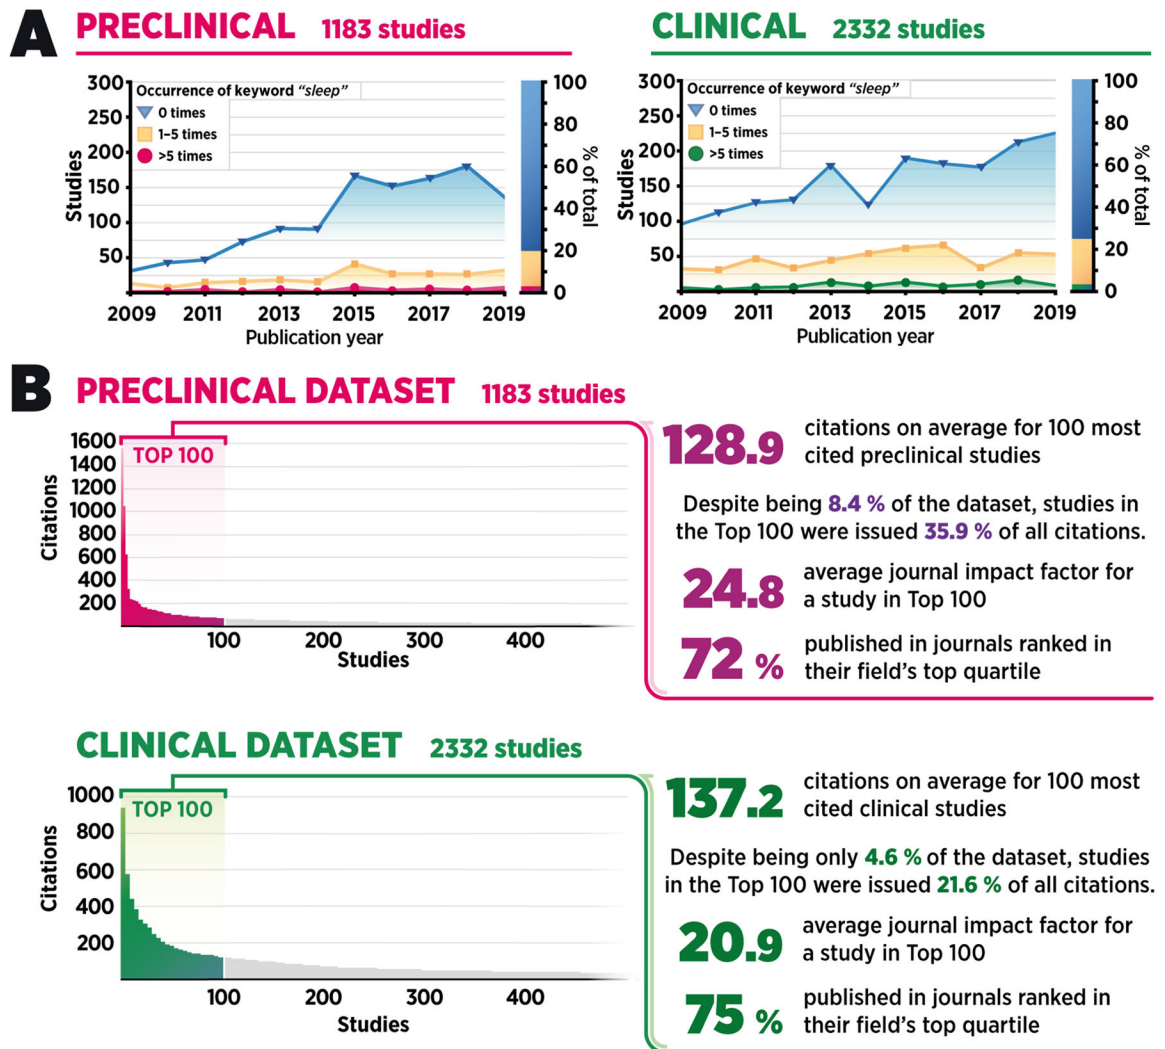 A
PRECLINICAL 1183 studies
300
250
200
150
100
50
Studies
Occurrence of keyword “sleep”
0 times
1–5 times
>5 times
100
80
60
40
20
0
% of total
2009 2011 2013 2015 2017 2019
Publication year
CLINICAL 2332 studies
300
250
200
150
100
50
Studies
Occurrence of keyword “sleep”
0 times
1–5 times
>5 times
100
80
60
40
20
0
% of total
2009 2011 2013 2015 2017 2019
Publication year
B
PRECLINICAL DATASET 1183 studies
1600
1400
1200
1000
800
600
400
200
Citations
TOP 100
100 200 300 400
Studies
128.9 citations on average for 100 most
cited preclinical studies
Despite being 8.4 % of the dataset, studies in
the Top 100 were issued 35.9 % of all citations.
24.8 average journal impact factor for
a study in Top 100
72 % published in journals ranked in
their field’s top quartile
CLINICAL DATASET 2332 studies
1000
800
600
400
200
Citations
TOP 100
100 200 300 400
Studies
137.2 citations on average for 100 most
cited clinical studies
Despite being only 4.6 % of the dataset, studies
in the Top 100 were issued 21.6 % of all citations.
20.9 average journal impact factor for
a study in Top 100
75 % published in journals ranked in
their field’s top quartile